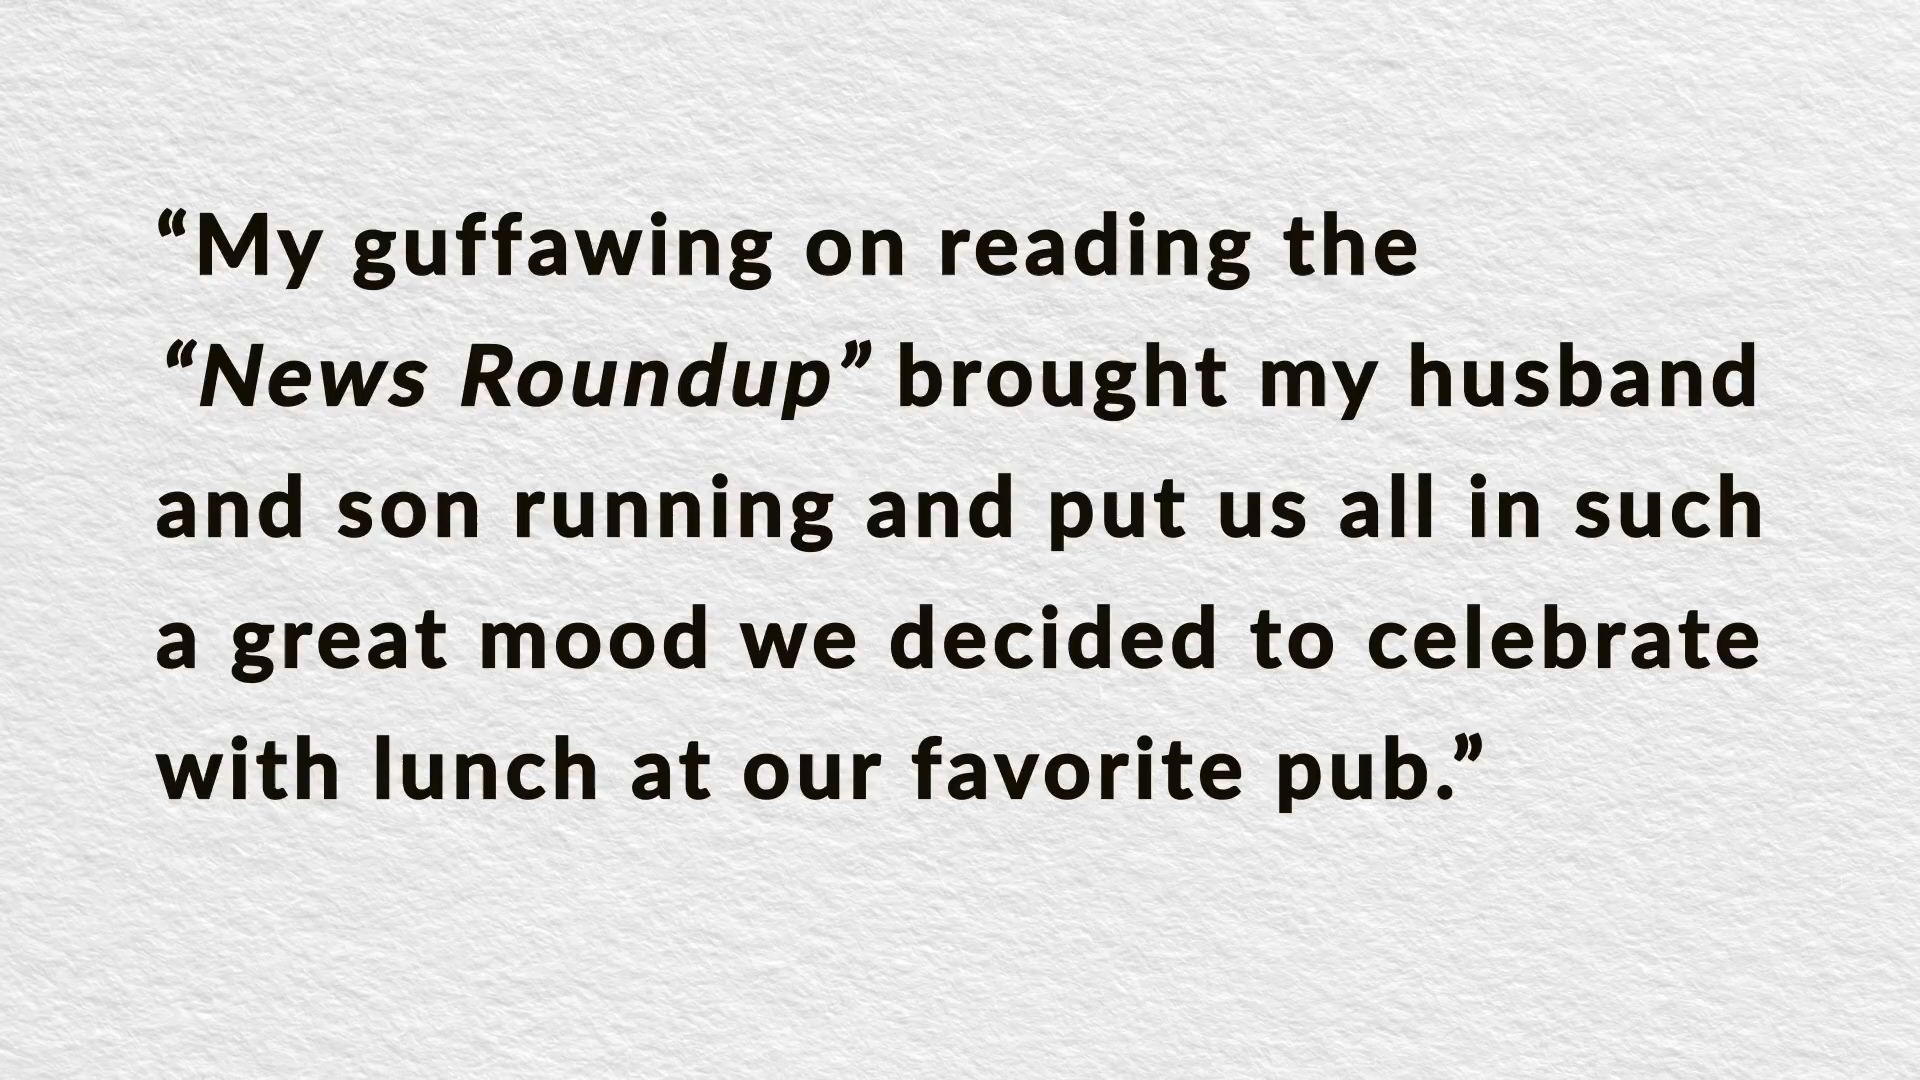 “My guffawing on reading the
“News Roundup” brought my husband
and son running and put us all in such
a great mood we decided to celebrate
with lunch at our favorite pub.”